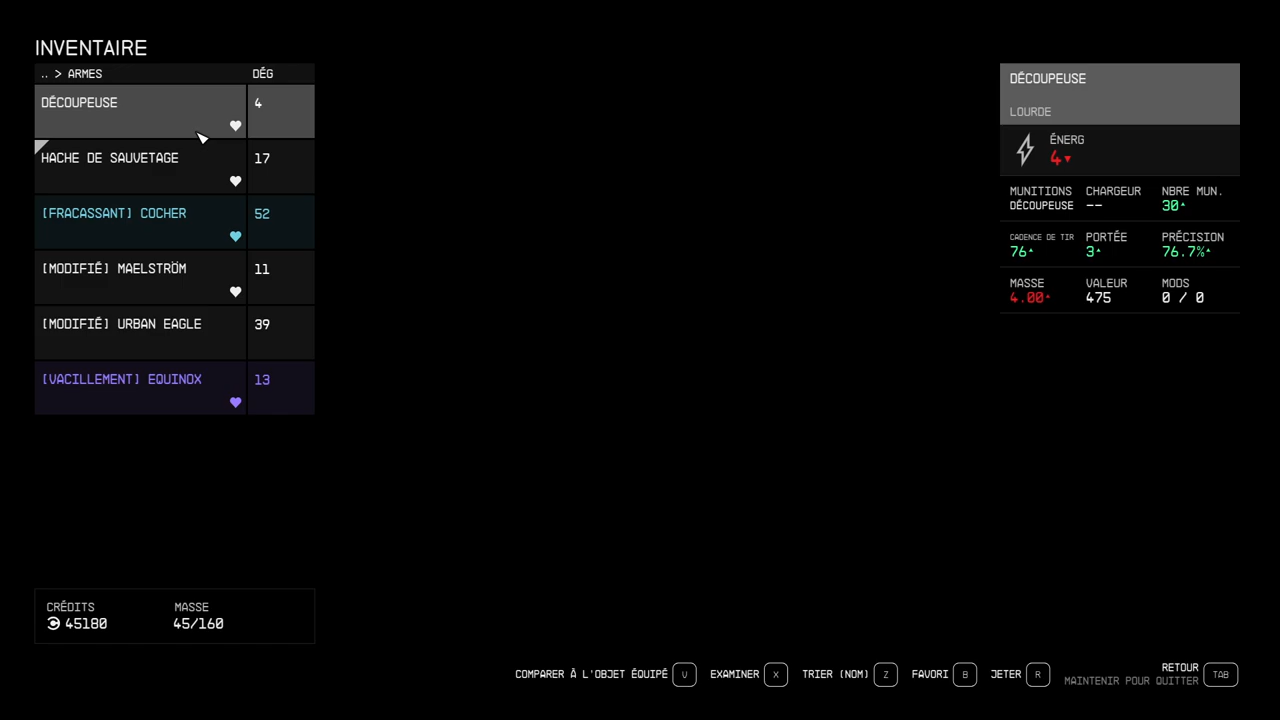 INVENTAIRE
.. > ARMES DÉG
DÉCOUPEUSE 4
HACHE DE SAUVETAGE 17
[FRACASSANT] COCHER 52
[MODIFIÉ] MAELSTRÖM 11
[MODIFIÉ] URBAN EAGLE 39
[VACILLEMENT] EQUINOX 13
CRÉDITS MASSE
45180 45/160
DÉCOUPEUSE
LOURDE
ÉNERG
4
MUNITIONS CHARGEUR NBRE MUN.
DÉCOUPEUSE -- 30
CADENCE DE TIR PORTÉE PRÉCISION
76 3 76.7%
MASSE VALEUR MODS
4.00 475 0 / 0
COMPARER À L'OBJET ÉQUIPÉ V EXAMINER X TRIER (NOM) Z FAVORI B JETER R RETOUR TAB
MAINTENIR POUR QUITTER